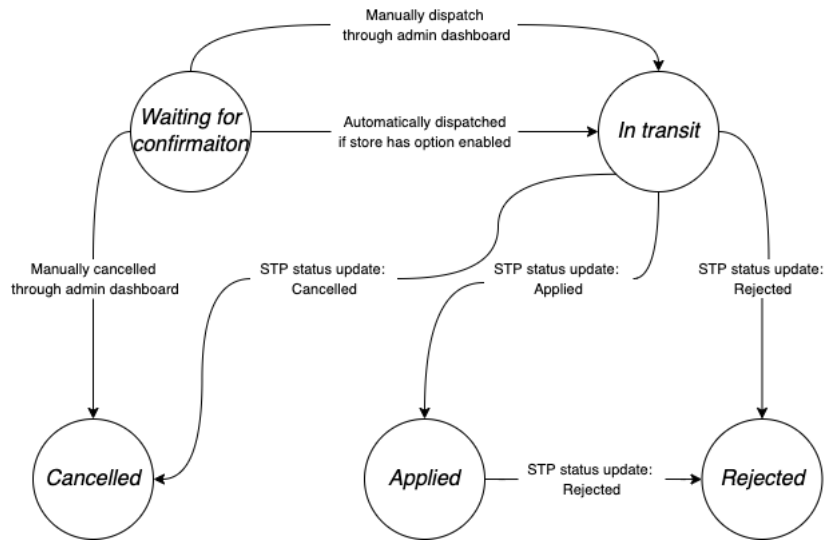 Manually dispatch
through admin dashboard
Waiting for
confirmaiton
Automatically dispatched
if store has option enabled
In transit
Manually cancelled
through admin dashboard
STP status update:
Cancelled
STP status update:
Applied
STP status update:
Rejected
Cancelled
Applied
STP status update:
Rejected
Rejected